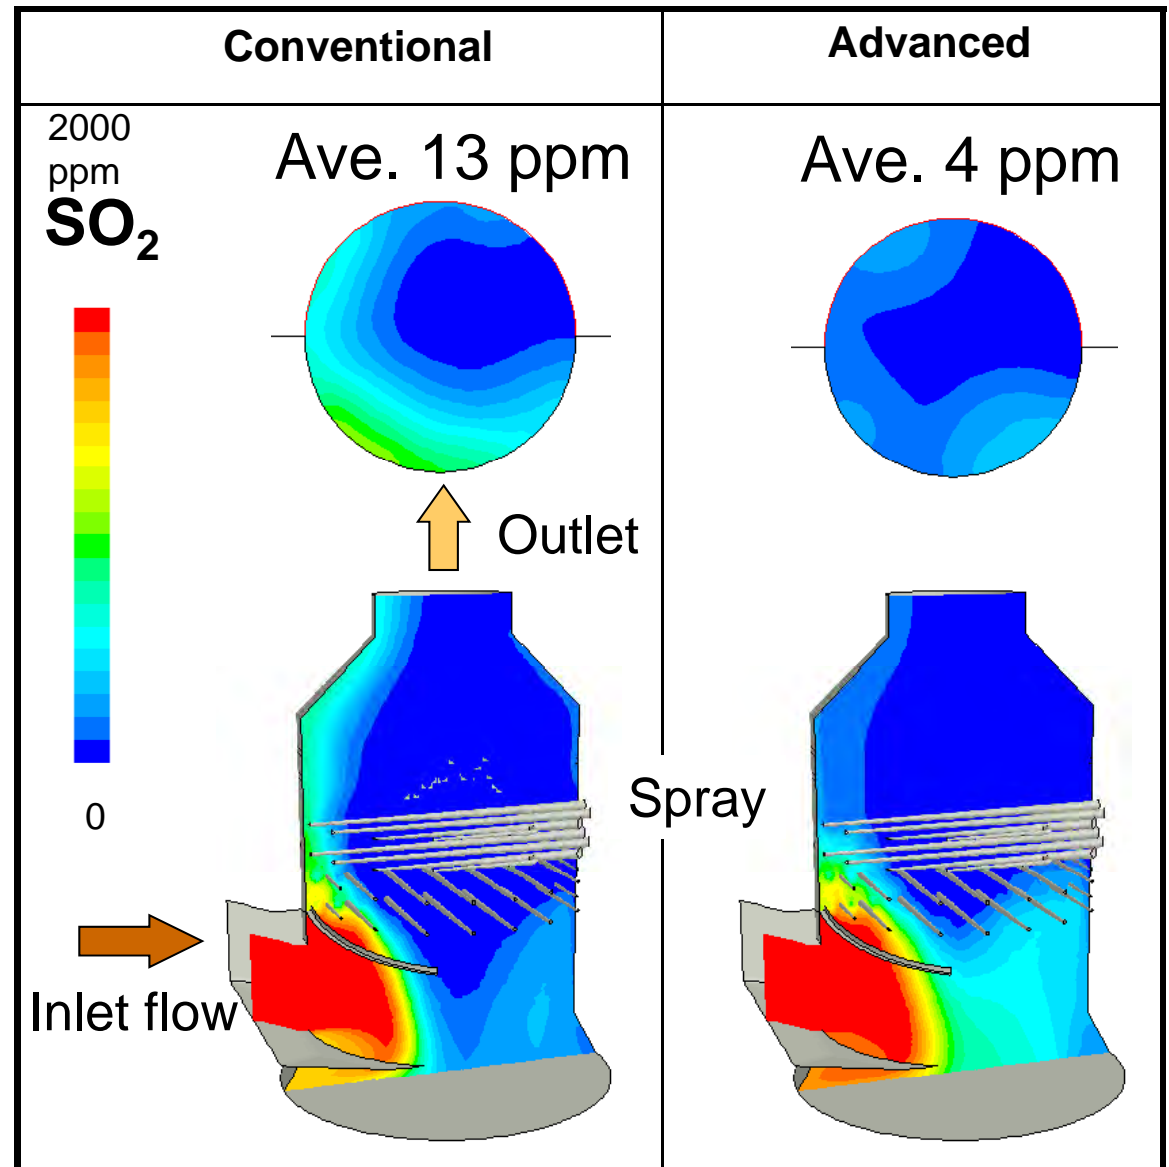 Conventional
Advanced
2000
ppm
SO₂
Ave. 13 ppm
Ave. 4 ppm
Outlet
0
Spray
Inlet flow